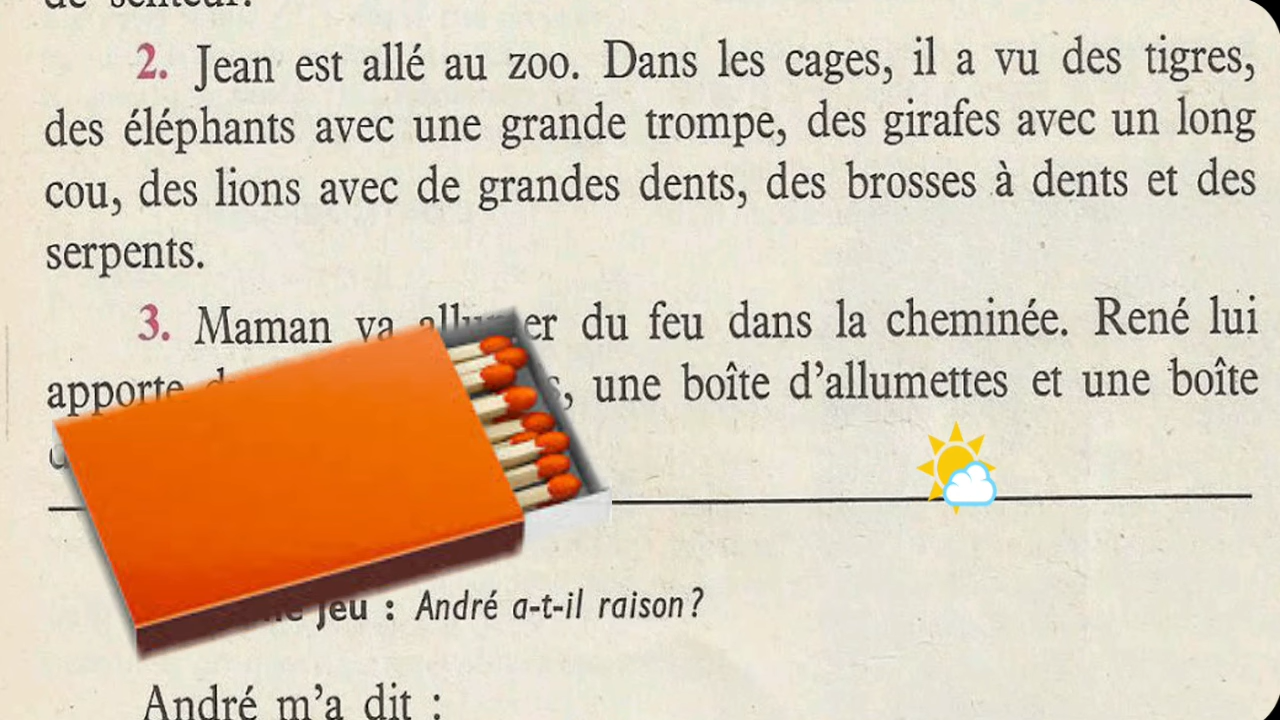 de senteur.
2. Jean est allé au zoo. Dans les cages, il a vu des tigres,
des éléphants avec une grande trompe, des girafes avec un long
cou, des lions avec de grandes dents, des brosses à dents et des
serpents.
3. Maman va allumer du feu dans la cheminée. René lui
apporte , une boîte d'allumettes et une boîte
jeu : André a-t-il raison ?
André m'a dit :